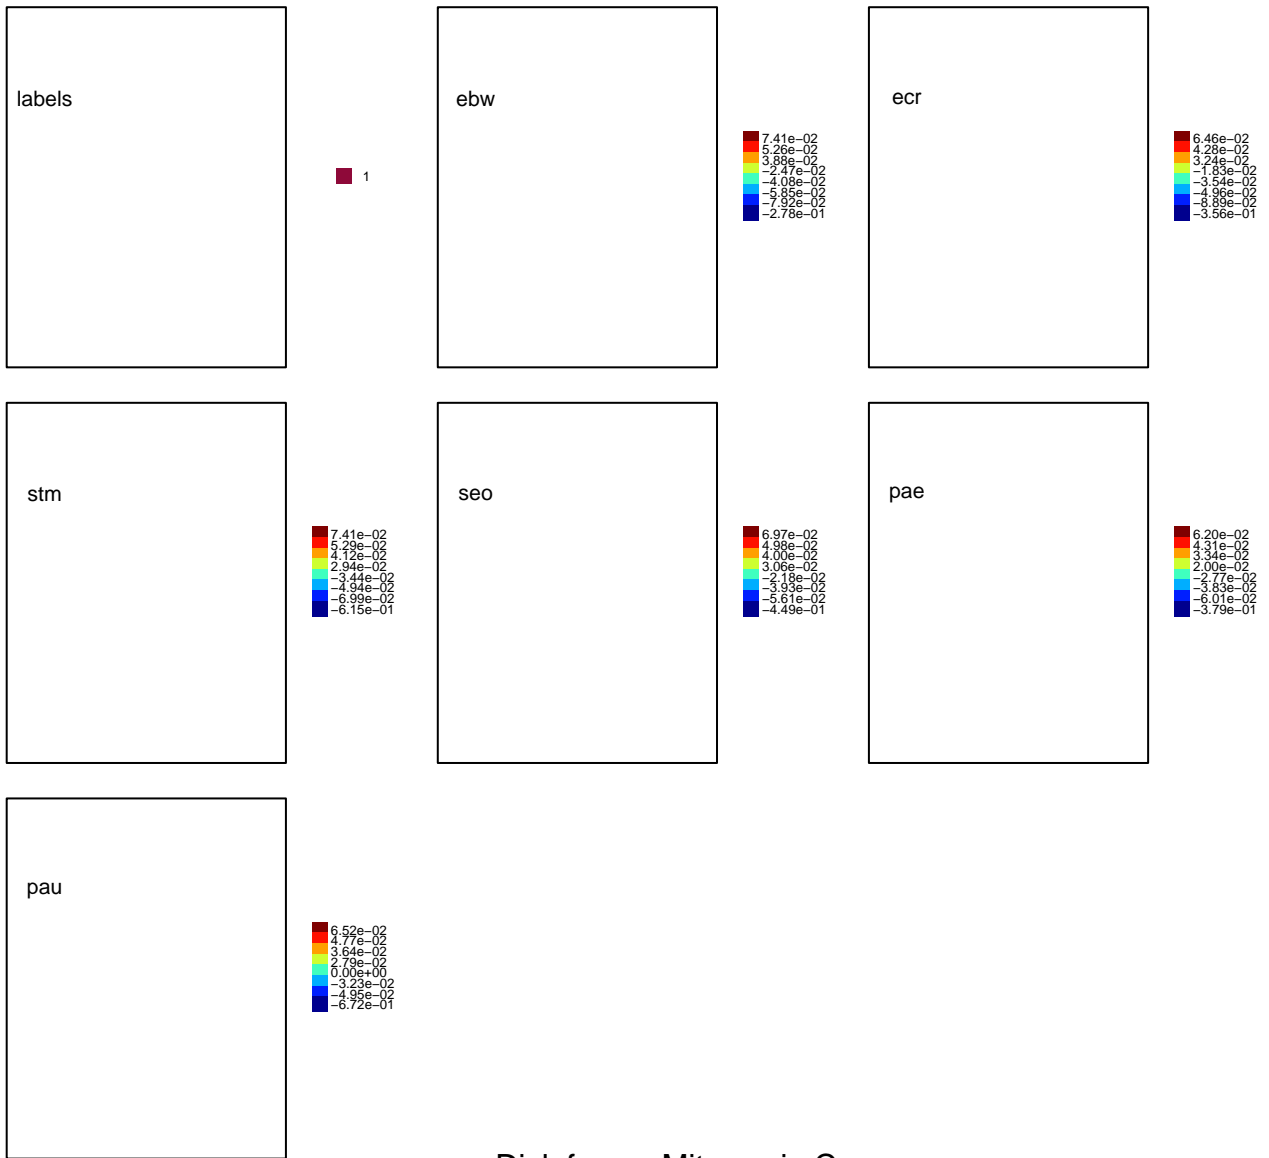 labels
1
ebw
7.41e−02
5.26e−02
3.88e−02
−2.47e−02
−4.08e−02
−5.85e−02
−7.92e−02
−2.78e−01
ecr
6.46e−02
4.28e−02
3.24e−02
−1.83e−02
−3.54e−02
−4.96e−02
−8.89e−02
−3.56e−01
stm
7.41e−02
5.29e−02
4.12e−02
2.94e−02
−3.44e−02
−4.94e−02
−6.99e−02
−6.15e−01
seo
6.97e−02
4.98e−02
4.00e−02
3.06e−02
−2.18e−02
−3.93e−02
−5.61e−02
−4.49e−01
pae
6.20e−02
4.31e−02
3.34e−02
2.00e−02
−2.77e−02
−3.83e−02
−6.01e−02
−3.79e−01
pau
6.52e−02
4.77e−02
3.64e−02
2.79e−02
0.00e+00
−3.23e−02
−4.95e−02
−6.72e−01